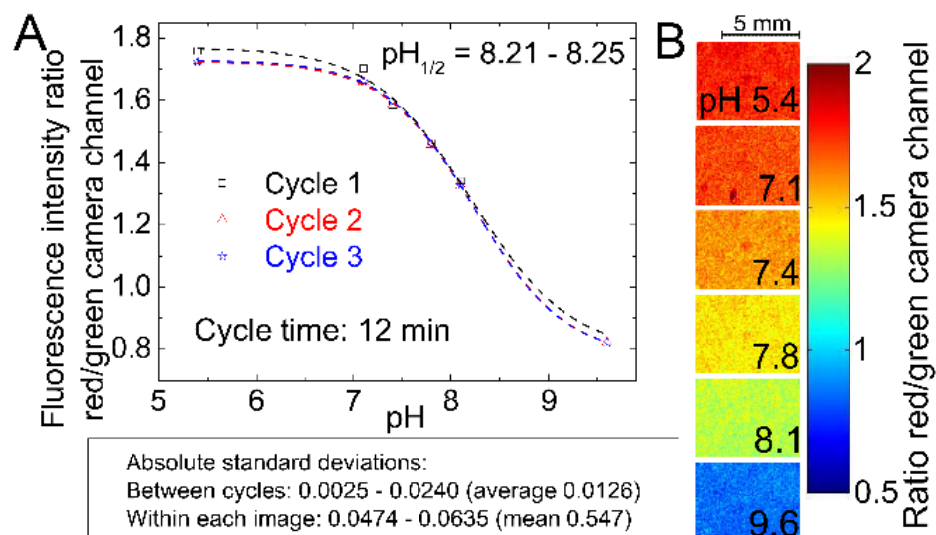 A
Fluorescence intensity ratio
red/green camera channel
1.8
1.6
1.4
1.2
1.0
0.8
pH1/2 = 8.21 - 8.25
Cycle 1
Cycle 2
Cycle 3
Cycle time: 12 min
5 6 7 8 9
pH
Absolute standard deviations:
Between cycles: 0.0025 - 0.0240 (average 0.0126)
Within each image: 0.0474 - 0.0635 (mean 0.547)
B
5 mm
pH 5.4
7.1
7.4
7.8
8.1
9.6
2
1.5
1
0.5
Ratio red/green camera channel